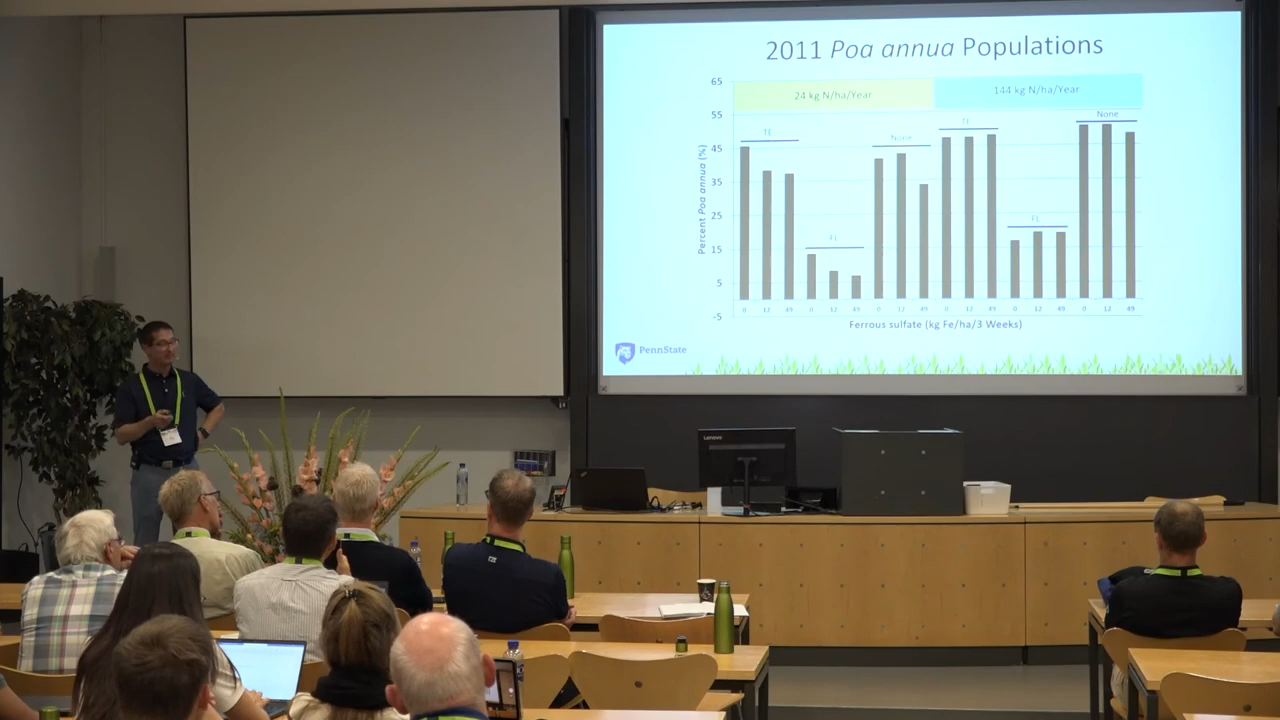 2011 Poa annua Populations
65
55
45
35
25
15
5
-5
Percent Poa annua (%)
24 kg N/ha/Year
144 kg N/ha/Year
TE
FL
None
TE
FL
None
0 12 49 0 12 49 0 12 49 0 12 49 0 12 49 0 12 49
Ferrous sulfate (kg Fe/ha/3 Weeks)
PennState
Lenovo